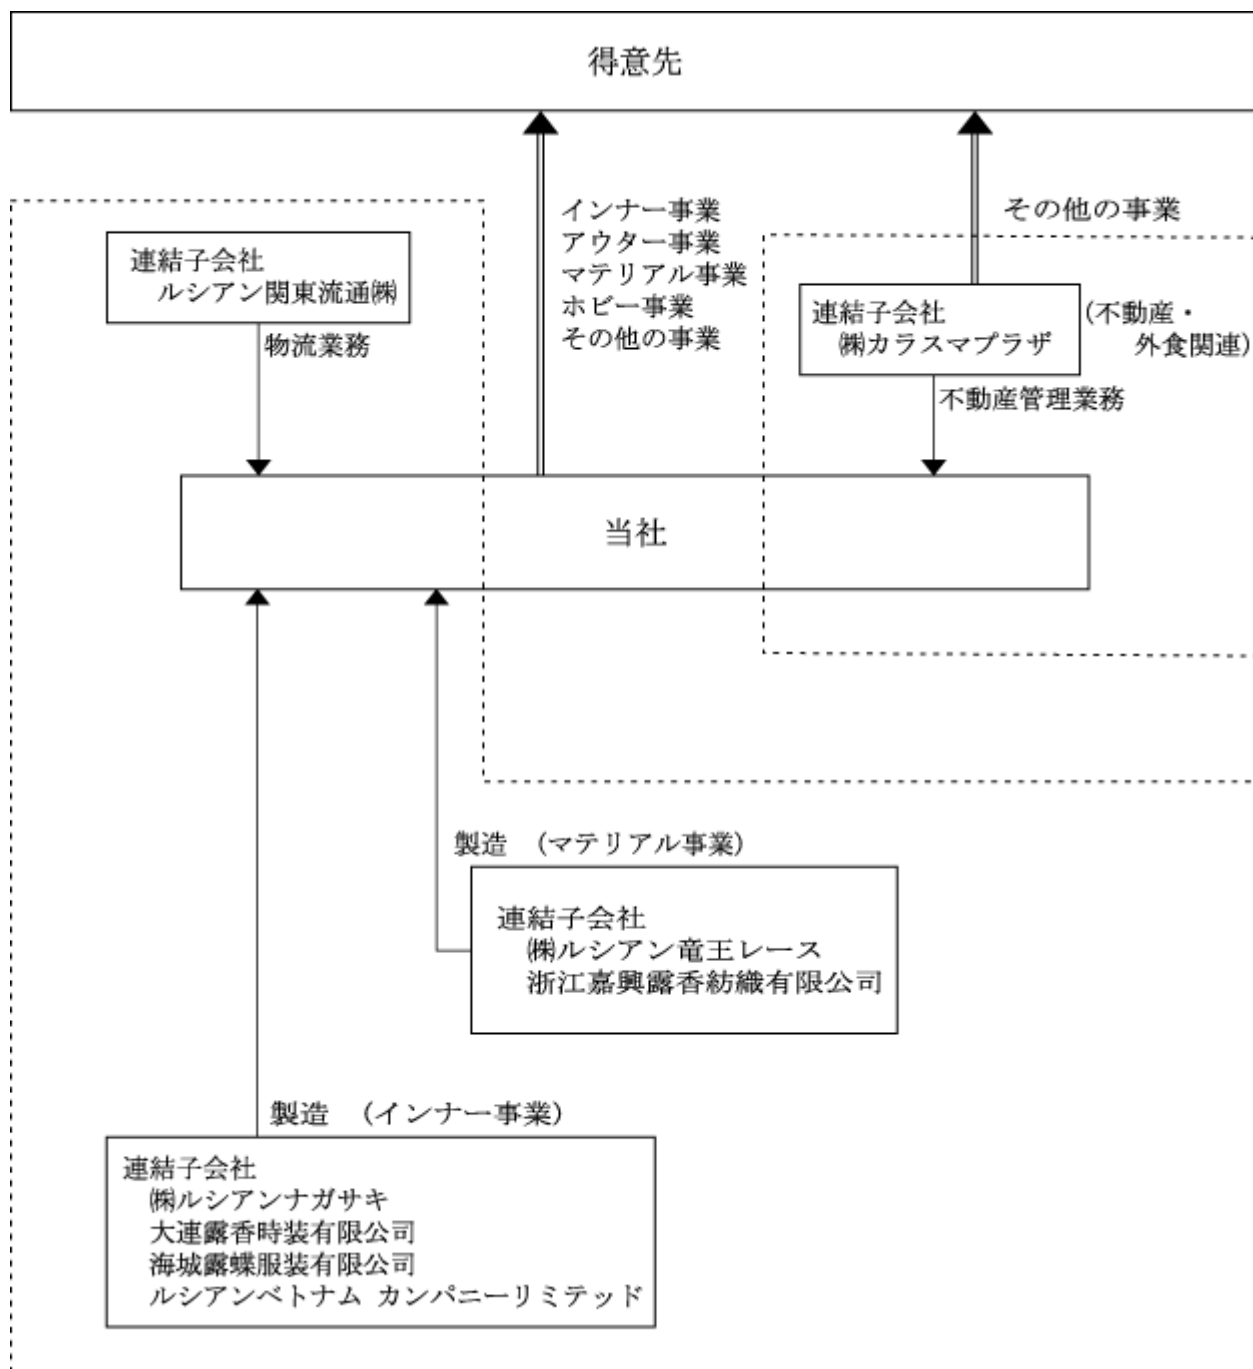 得意先
インナー事業
アウター事業
マテリアル事業
ホビー事業
その他の事業
その他の事業
連結子会社
ルシアン関東流通㈱
物流業務
連結子会社
㈱カラスマプラザ
(不動産・
外食関連)
不動産管理業務
当社
製造 (マテリアル事業)
連結子会社
㈱ルシアン竜王レース
浙江嘉興露香紡織有限公司
製造 (インナー事業)
連結子会社
㈱ルシアンナガサキ
大連露香時装有限公司
海城露蝶服装有限公司
ルシアンベトナム カンパニーリミテッド